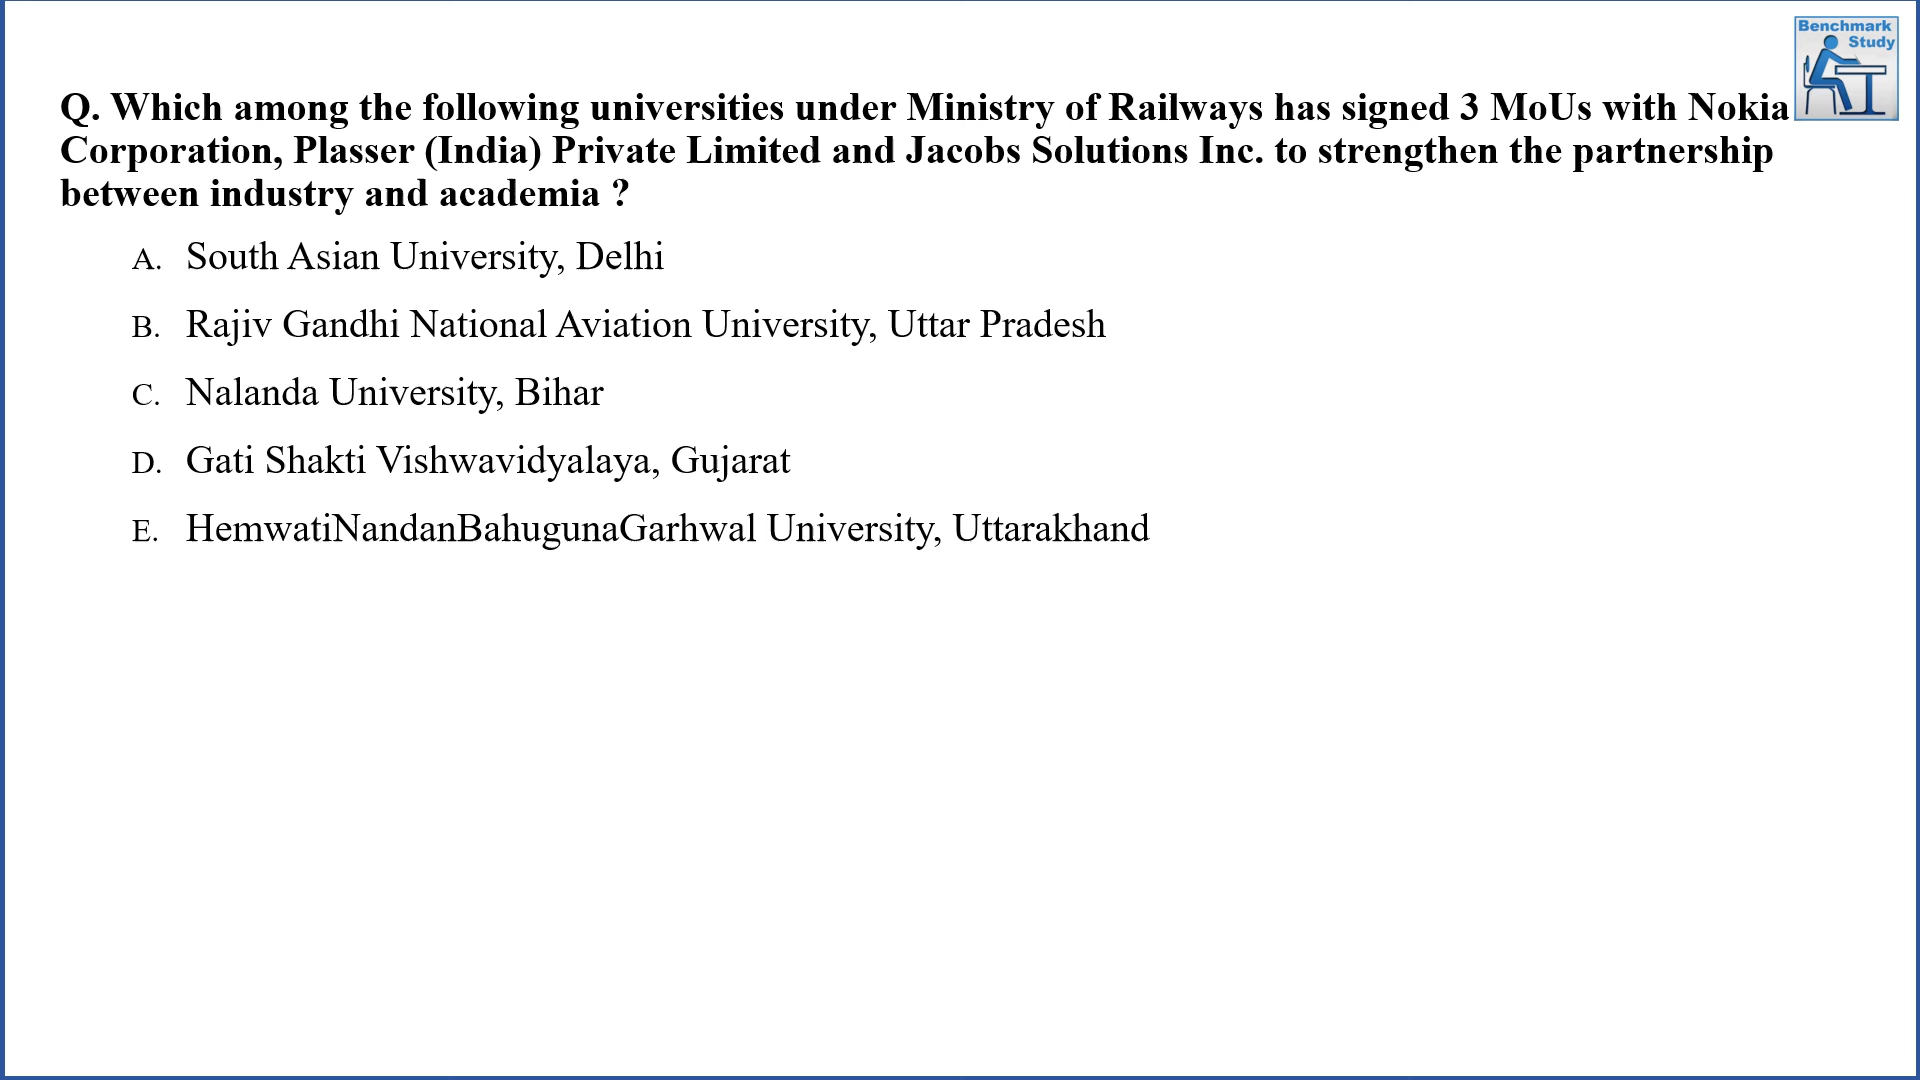 Benchmark
Study
Q. Which among the following universities under Ministry of Railways has signed 3 MoUs with Nokia
Corporation, Plasser (India) Private Limited and Jacobs Solutions Inc. to strengthen the partnership
between industry and academia ?
A. South Asian University, Delhi
B. Rajiv Gandhi National Aviation University, Uttar Pradesh
C. Nalanda University, Bihar
D. Gati Shakti Vishwavidyalaya, Gujarat
E. HemwatiNandanBahugunaGarhwal University, Uttarakhand